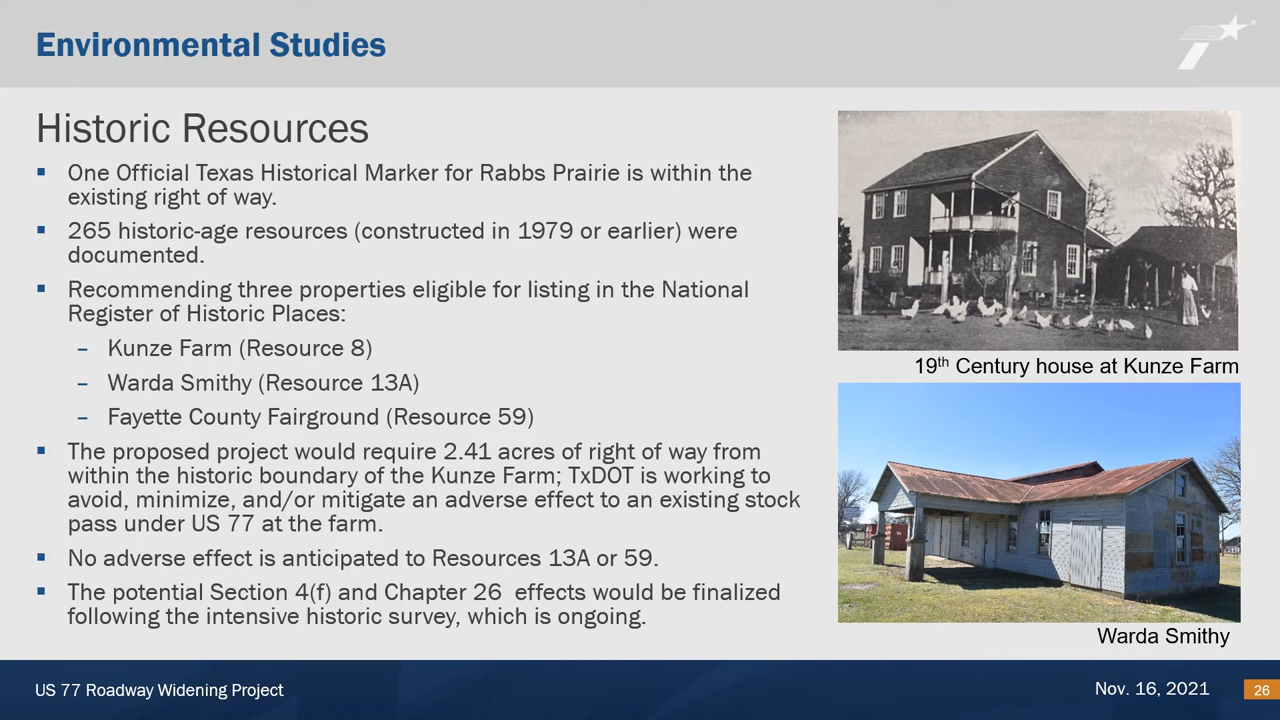 Environmental Studies
Historic Resources
▪ One Official Texas Historical Marker for Rabbs Prairie is within the
existing right of way.
▪ 265 historic-age resources (constructed in 1979 or earlier) were
documented.
▪ Recommending three properties eligible for listing in the National
Register of Historic Places:
– Kunze Farm (Resource 8)
– Warda Smithy (Resource 13A)
– Fayette County Fairground (Resource 59)
▪ The proposed project would require 2.41 acres of right of way from
within the historic boundary of the Kunze Farm; TxDOT is working to
avoid, minimize, and/or mitigate an adverse effect to an existing stock
pass under US 77 at the farm.
▪ No adverse effect is anticipated to Resources 13A or 59.
▪ The potential Section 4(f) and Chapter 26 effects would be finalized
following the intensive historic survey, which is ongoing.
19th Century house at Kunze Farm
Warda Smithy
US 77 Roadway Widening Project
Nov. 16, 2021
26